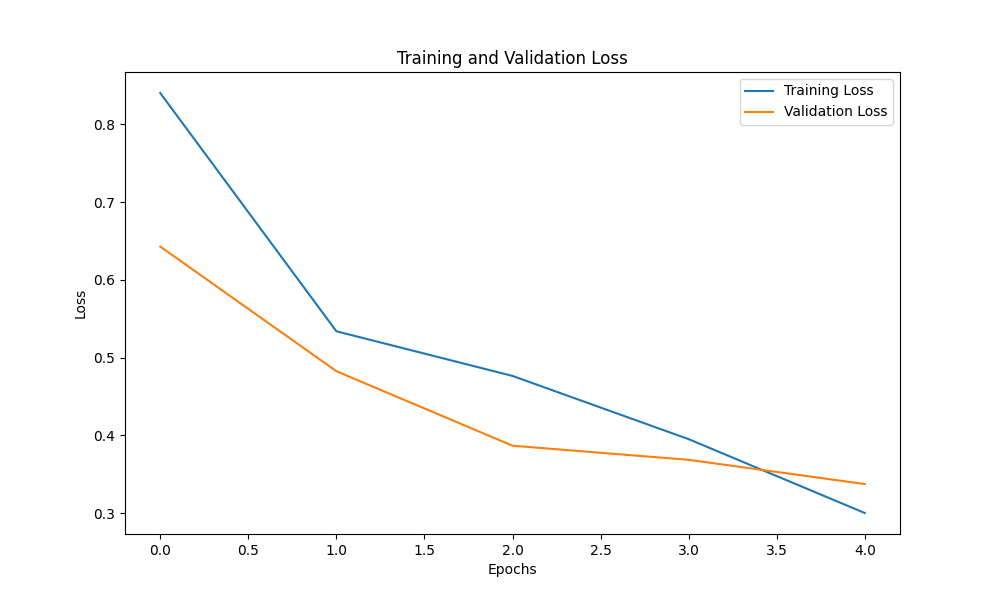 Training and Validation Loss
Training Loss
Validation Loss
Loss
0.8
0.7
0.6
0.5
0.4
0.3
0.0 0.5 1.0 1.5 2.0 2.5 3.0 3.5 4.0
Epochs